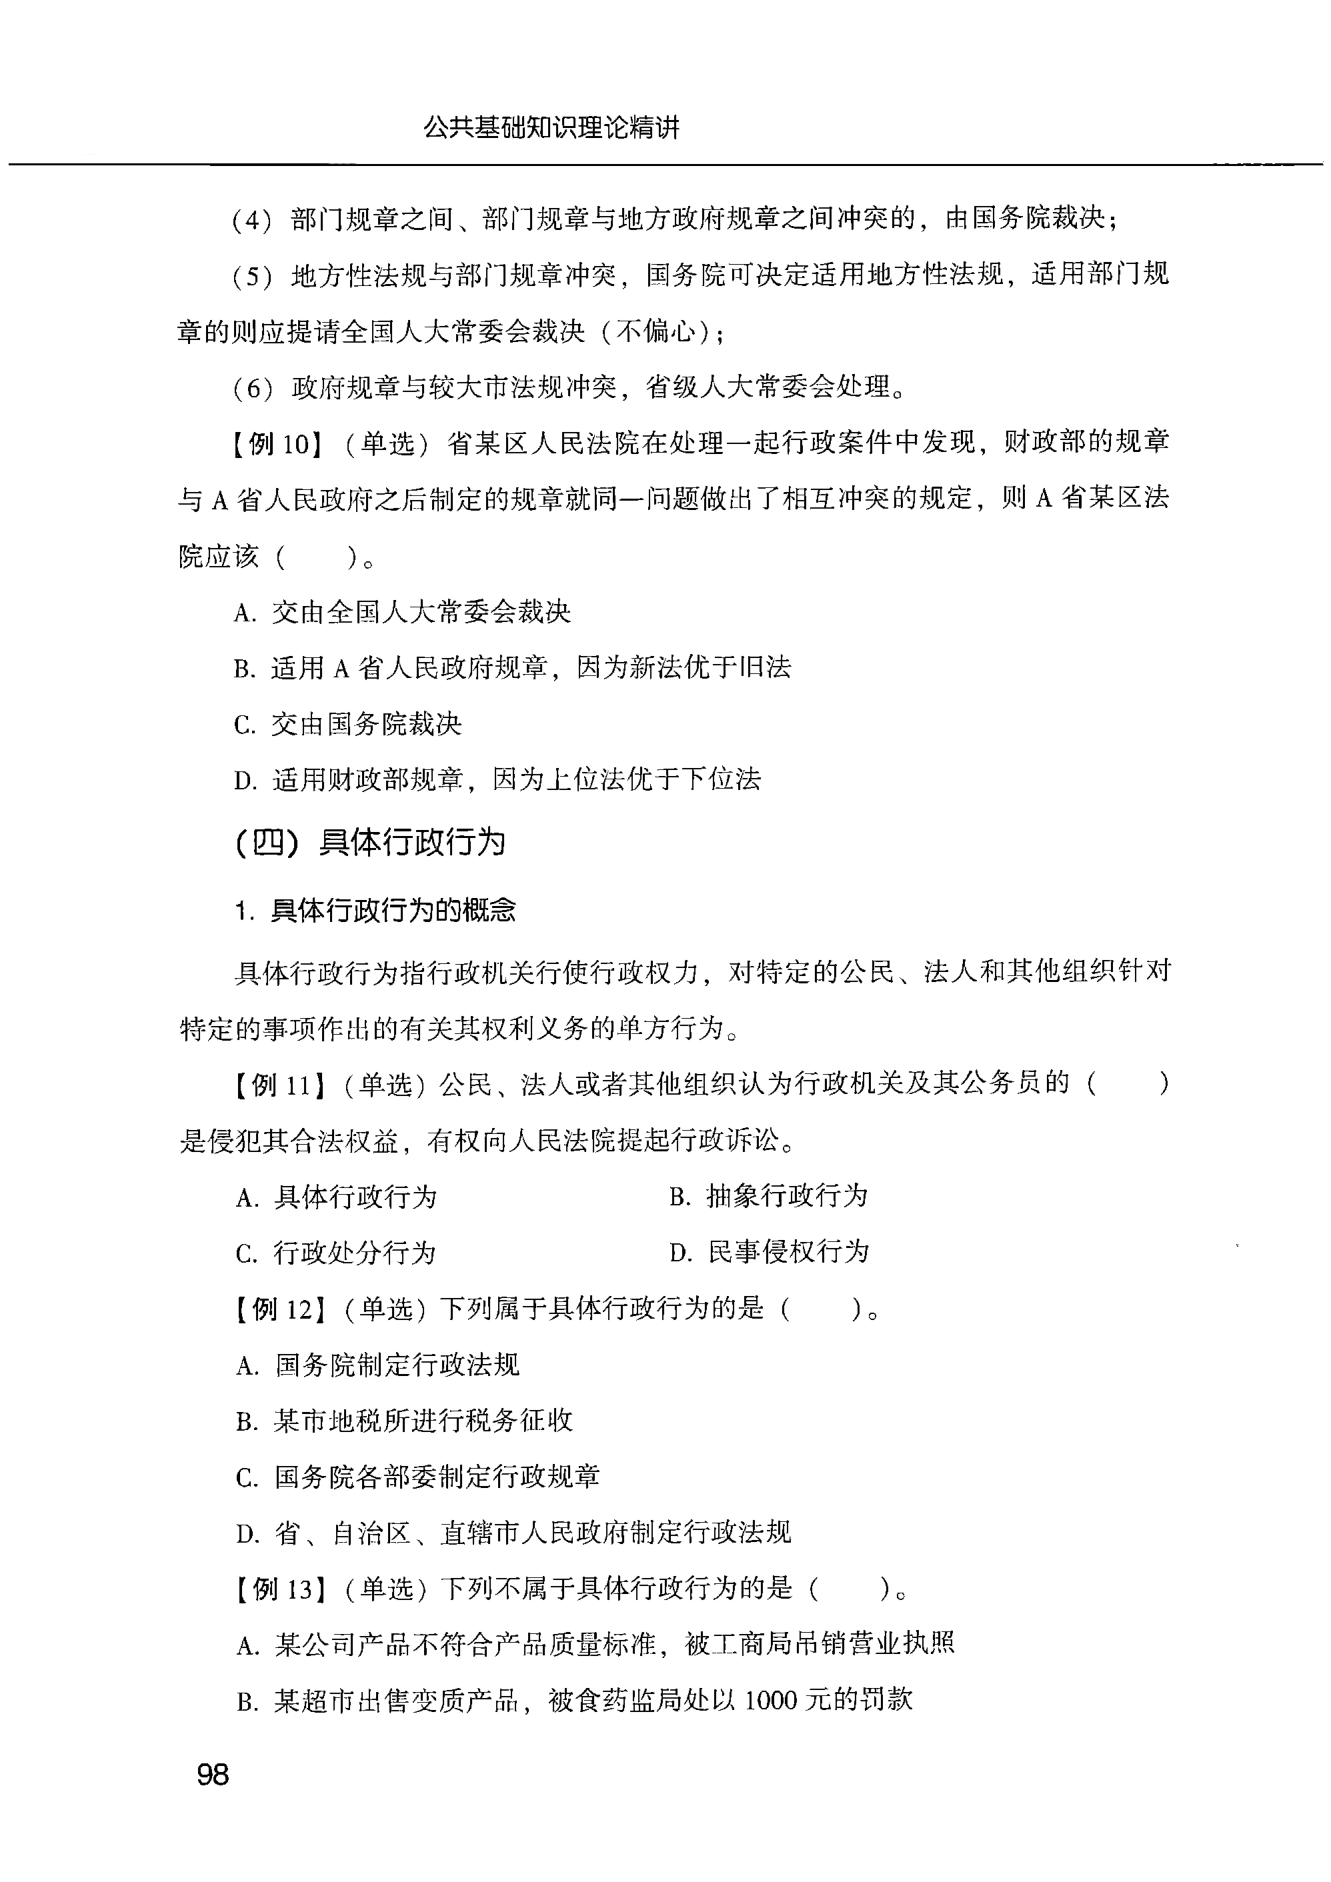 公共基础知识理论精讲
（4）部门规章之间、部门规章与地方政府规章之间冲突的，由国务院裁决；
（5）地方性法规与部门规章冲突，国务院可决定适用地方性法规，适用部门规
章的则应提请全国人大常委会裁决（不偏心）；
（6）政府规章与较大市法规冲突，省级人大常委会处理。
【例 10】（单选）省某区人民法院在处理一起行政案件中发现，财政部的规章
与 A 省人民政府之后制定的规章就同一问题做出了相互冲突的规定，则 A 省某区法
院应该（　　）。
A. 交由全国人大常委会裁决
B. 适用 A 省人民政府规章，因为新法优于旧法
C. 交由国务院裁决
D. 适用财政部规章，因为上位法优于下位法
（四）具体行政行为
1. 具体行政行为的概念
具体行政行为指行政机关行使行政权力，对特定的公民、法人和其他组织针对
特定的事项作出的有关其权利义务的单方行为。
【例 11】（单选）公民、法人或者其他组织认为行政机关及其公务员的（　　）
是侵犯其合法权益，有权向人民法院提起行政诉讼。
A. 具体行政行为　　B. 抽象行政行为
C. 行政处分行为　　D. 民事侵权行为
【例 12】（单选）下列属于具体行政行为的是（　　）。
A. 国务院制定行政法规
B. 某市地税所进行税务征收
C. 国务院各部委制定行政规章
D. 省、自治区、直辖市人民政府制定行政法规
【例 13】（单选）下列不属于具体行政行为的是（　　）。
A. 某公司产品不符合产品质量标准，被工商局吊销营业执照
B. 某超市出售变质产品，被食药监局处以 1000 元的罚款
98